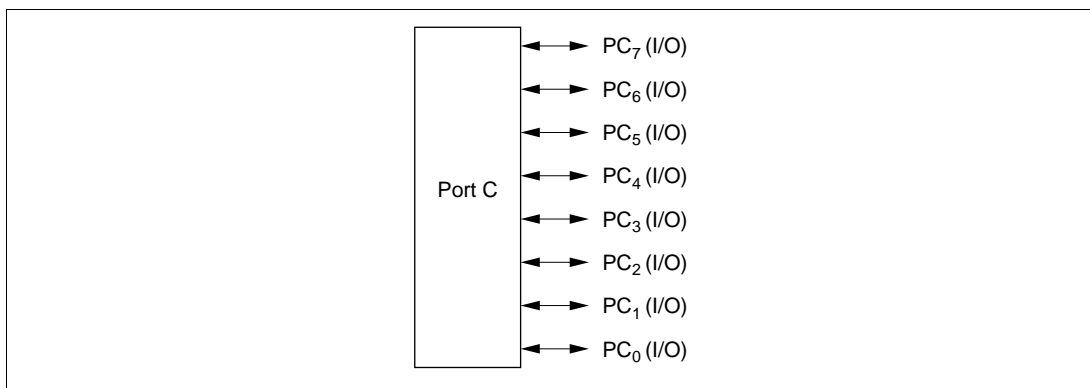 PC7 (I/O)
PC6 (I/O)
PC5 (I/O)
PC4 (I/O)
Port C
PC3 (I/O)
PC2 (I/O)
PC1 (I/O)
PC0 (I/O)